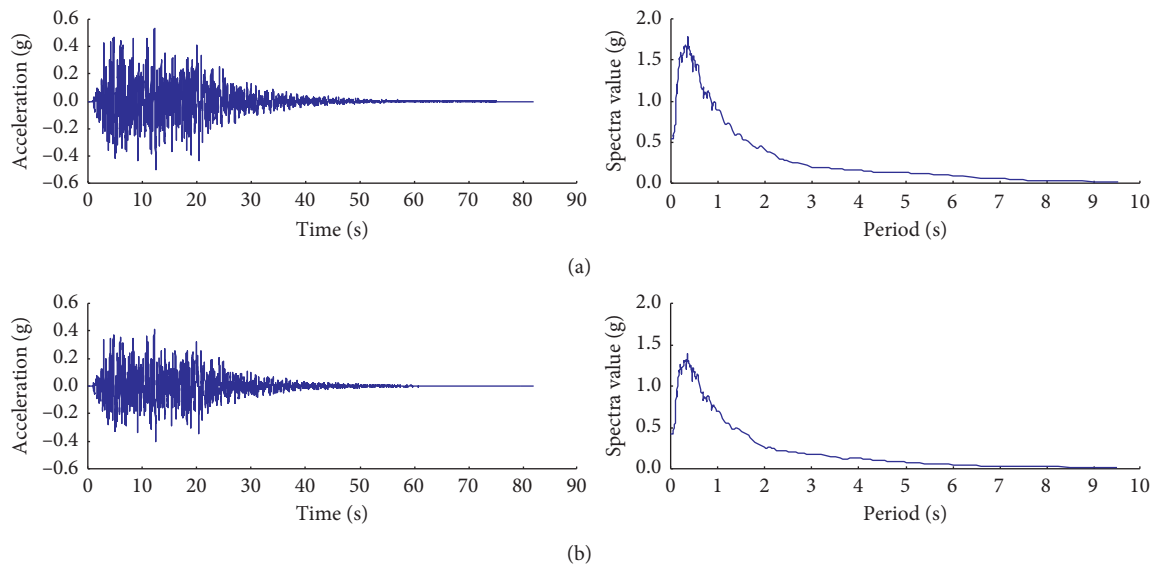 Acceleration (g)
0.6
0.4
0.2
0.0
–0.2
–0.4
–0.6
0 10 20 30 40 50 60 70 80 90
Time (s)
Spectra value (g)
2.0
1.5
1.0
0.5
0.0
0 1 2 3 4 5 6 7 8 9 10
Period (s)
(a)
Acceleration (g)
0.6
0.4
0.2
0.0
–0.2
–0.4
–0.6
0 10 20 30 40 50 60 70 80 90
Time (s)
Spectra value (g)
2.0
1.5
1.0
0.5
0.0
0 1 2 3 4 5 6 7 8 9 10
Period (s)
(b)